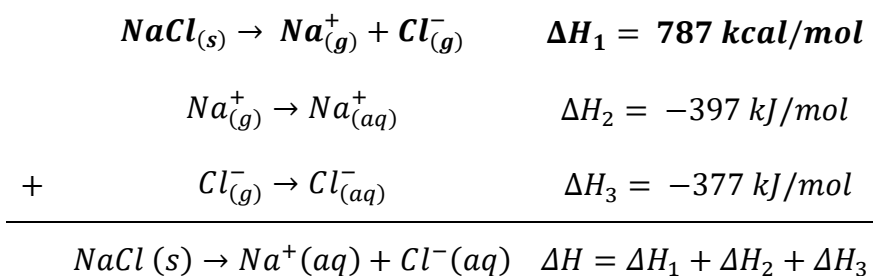 NaCl(s) → Na⁺(g) + Cl⁻(g) ΔH₁ = 787 kcal/mol
Na⁺(g) → Na⁺(aq) ΔH₂ = −397 kJ/mol
+ Cl⁻(g) → Cl⁻(aq) ΔH₃ = −377 kJ/mol
NaCl (s) → Na⁺(aq) + Cl⁻(aq) ΔH = ΔH₁ + ΔH₂ + ΔH₃